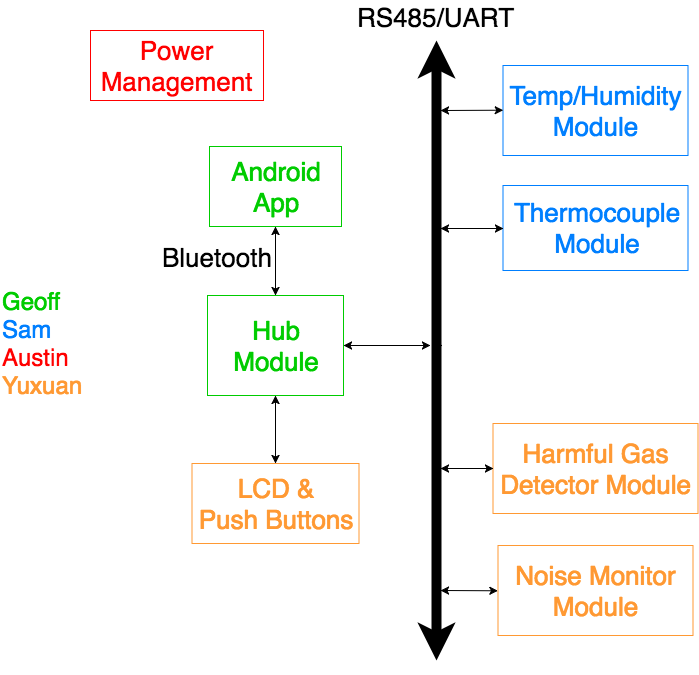 RS485/UART
Power
Management
Temp/Humidity
Module
Android
App
Thermocouple
Module
Bluetooth
Geoff
Sam
Austin
Yuxuan
Hub
Module
Harmful Gas
Detector Module
LCD &
Push Buttons
Noise Monitor
Module